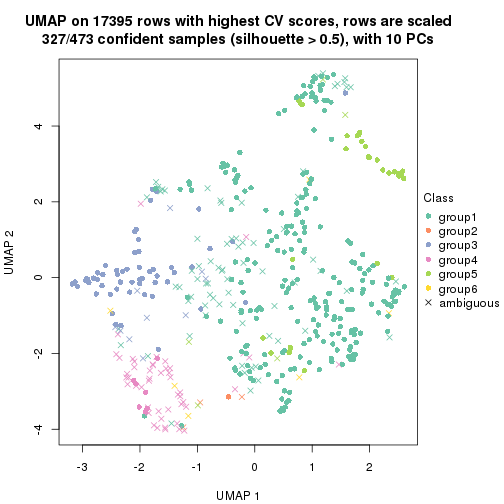 UMAP on 17395 rows with highest CV scores, rows are scaled
327/473 confident samples (silhouette > 0.5), with 10 PCs
UMAP 2
4
2
0
-2
-4
-3 -2 -1 0 1 2
UMAP 1
Class
group1
group2
group3
group4
group5
group6
ambiguous